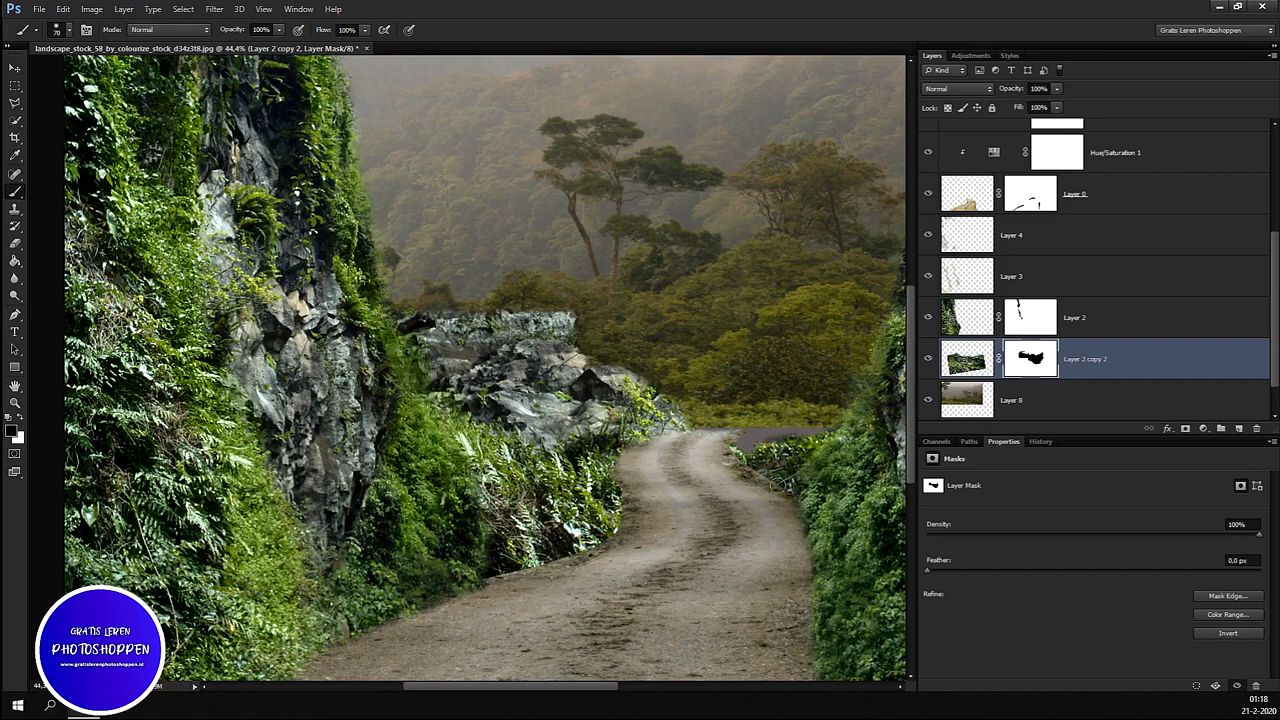 Ps File Edit Image Layer Type Select Filter 3D View Window Help
70 Mode: Normal Opacity: 100% Flow: 100% Gratis Leren Photoshoppen
landscape_stock_58_by_colourize_stock_d34z3t8.jpg @ 44,4% (Layer 2 copy 2, Layer Mask/8) * ×
Layers Adjustments Styles
Kind
Normal Opacity: 100%
Lock: Fill: 100%
Hue/Saturation 1
Layer 0
Layer 4
Layer 3
Layer 2
Layer 2 copy 2
Layer 8
Channels Paths Properties History
Masks
Layer Mask
Density: 100%
Feather: 0,0 px
Refine: Mask Edge...
Color Range...
Invert
GRATIS LEREN
PHOTOSHOPPEN
www.gratislerenphotoshoppen.nl
01:18
21-2-2020